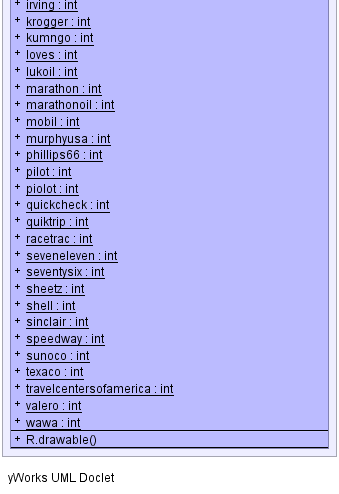 + irving : int
+ krogger : int
+ kumngo : int
+ loves : int
+ lukoil : int
+ marathon : int
+ marathonoil : int
+ mobil : int
+ murphyusa : int
+ phillips66 : int
+ pilot : int
+ piolot : int
+ quickcheck : int
+ quiktrip : int
+ racetrac : int
+ seveneleven : int
+ seventysix : int
+ sheetz : int
+ shell : int
+ sinclair : int
+ speedway : int
+ sunoco : int
+ texaco : int
+ travelcentersofamerica : int
+ valero : int
+ wawa : int
+ R.drawable()
yWorks UML Doclet